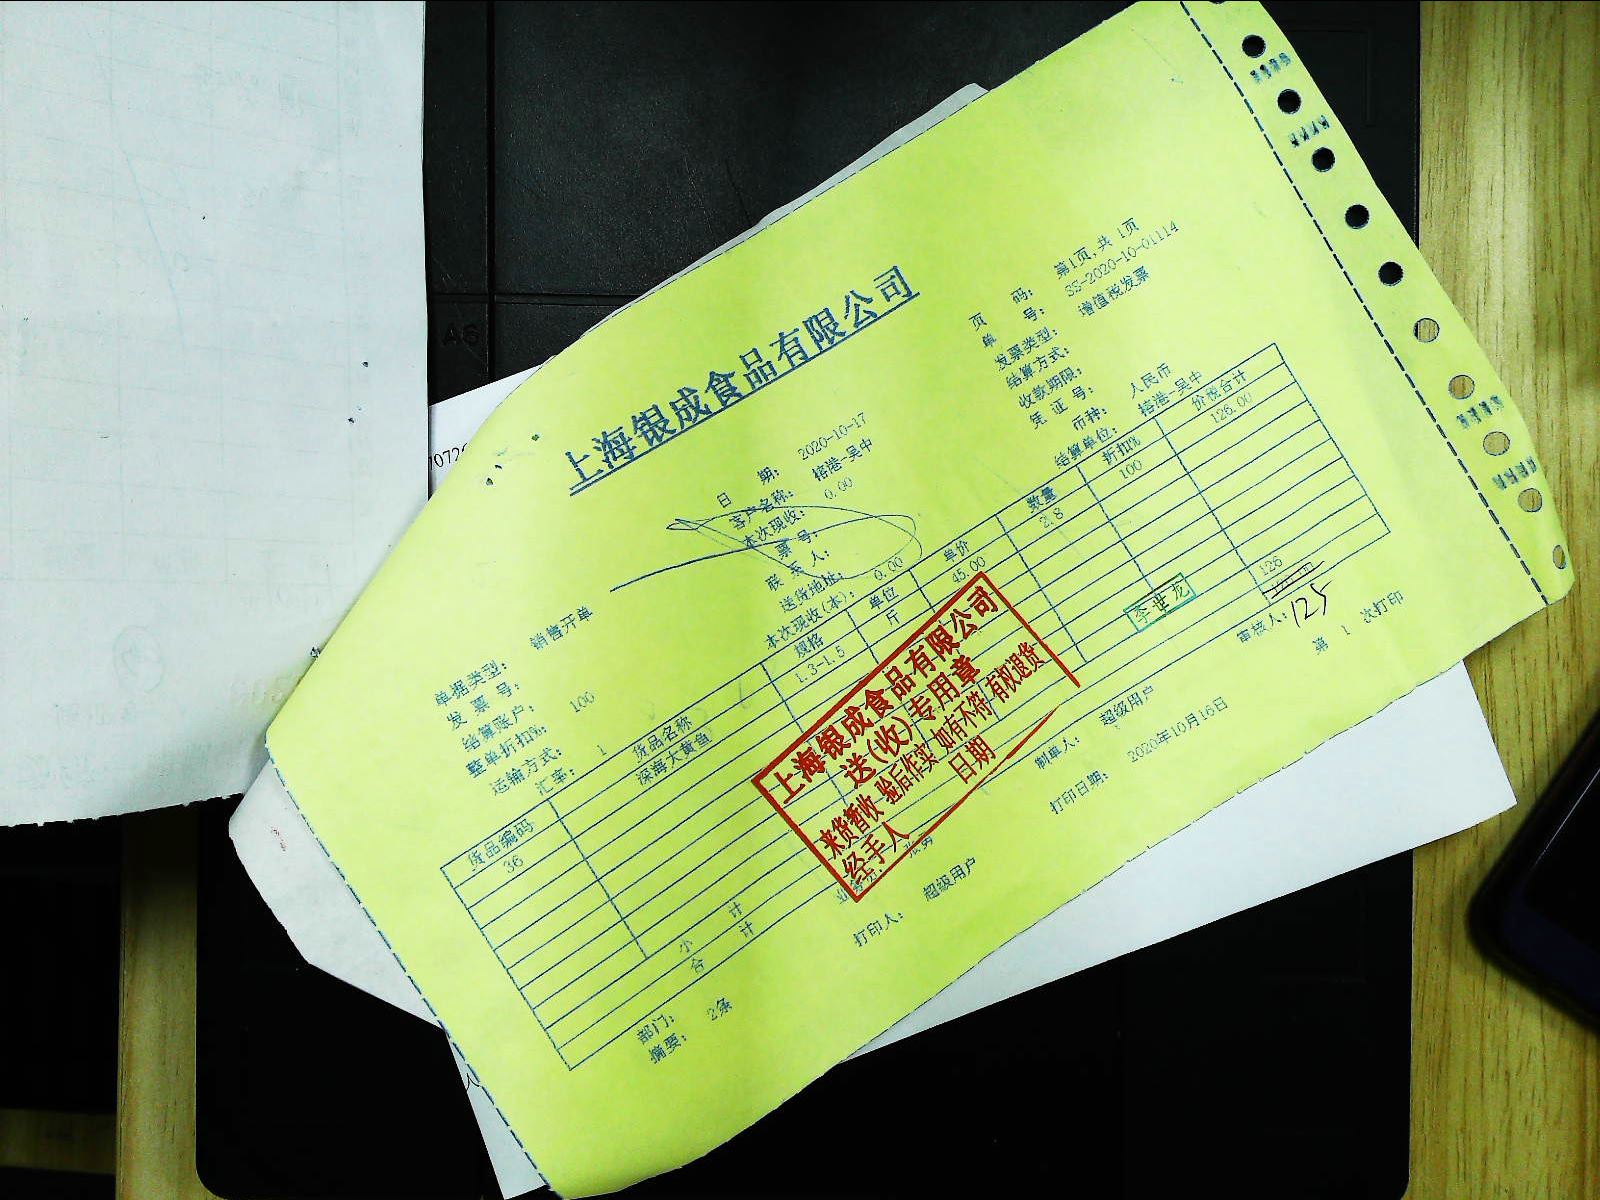 上海银成食品有限公司
单据类型: 销售开单
日 期: 2020-10-17
页 码: 第1页,共 1页
发 票 号:
客户名称: 榕港-吴中
单 号: SS-2020-10-01114
结算账户:
本次现收: 0.00
发票类型: 增值税发票
整单折扣%: 100
票 号:
结算方式:
运输方式:
联 系 人:
收款期限:
汇率: 1
送货地址:
凭 证 号:
本次现收(本): 0.00
币种: 人民币
结算单位: 榕港-吴中
货品编码 货品名称 规格 单位 单价 数量 折扣% 价税合计
36 深海大黄鱼 1.3-1.5 斤 45.00 2.8 100 126.00
小 计
合 计 126
125
李世龙
上海银成食品有限公司
送(收)专用章
来货暂收 验后作实 如有不符 有权退货
经手人 日期
部门:
制单人: 超级用户
审核人:
摘要: 2条
打印人: 超级用户
打印日期: 2020年10月16日
第 1 次打印
A6